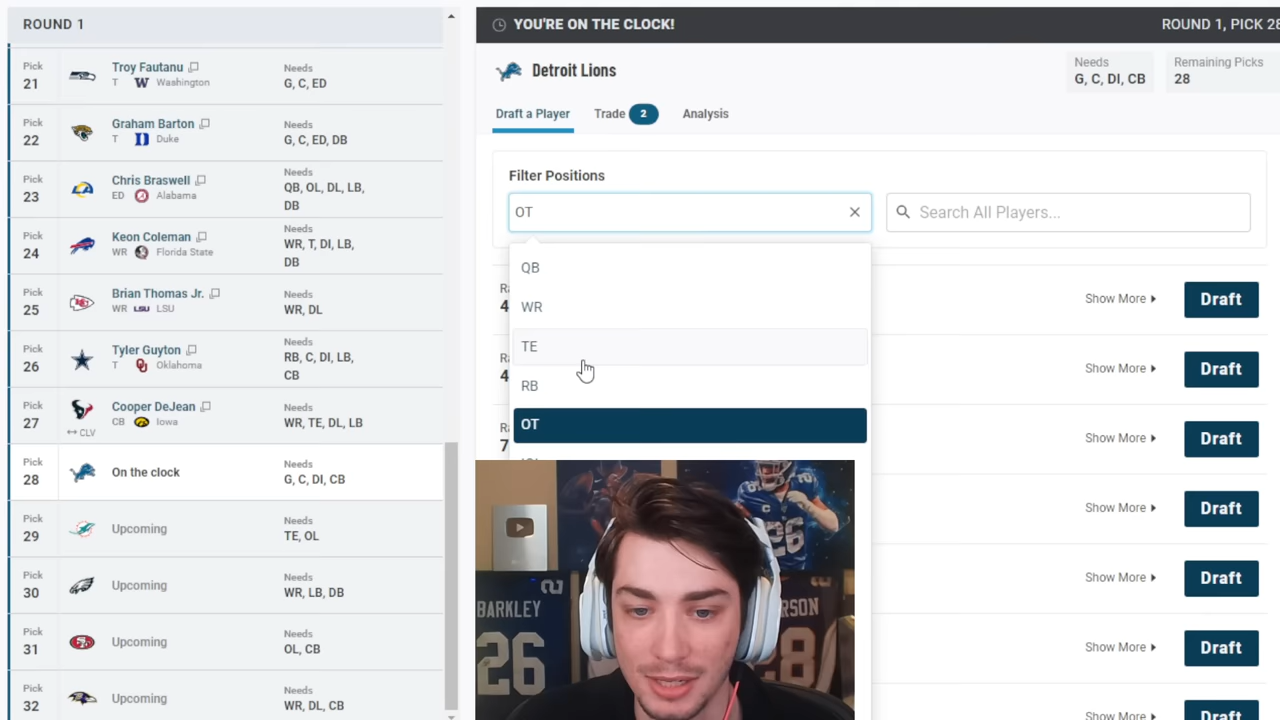 ROUND 1
Pick
21
Troy Fautanu
T W Washington
Needs
G, C, ED
Pick
22
Graham Barton
T D Duke
Needs
G, C, ED, DB
Pick
23
Chris Braswell
ED Alabama
Needs
QB, OL, DL, LB,
DB
Pick
24
Keon Coleman
WR Florida State
Needs
WR, T, DI, LB,
DB
Pick
25
Brian Thomas Jr.
WR LSU LSU
Needs
WR, DL
Pick
26
Tyler Guyton
T OU Oklahoma
Needs
RB, C, DI, LB,
CB
Pick
27
CLV
Cooper DeJean
CB Iowa
Needs
WR, TE, DL, LB
Pick
28
On the clock
Needs
G, C, DI, CB
Pick
29
Upcoming
Needs
TE, OL
Pick
30
Upcoming
Needs
WR, LB, DB
Pick
31
Upcoming
Needs
OL, CB
Pick
32
Upcoming
Needs
WR, DL, CB
YOU'RE ON THE CLOCK!
ROUND 1, PICK 28
Detroit Lions
Needs
G, C, DI, CB
Remaining Picks
28
Draft a Player
Trade 2
Analysis
Filter Positions
OT
Search All Players...
QB
WR
TE
RB
OT
Show More
Draft
Show More
Draft
Show More
Draft
Show More
Draft
Show More
Draft
Show More
Draft
Show More
BARKLEY
26
26
RSON
28